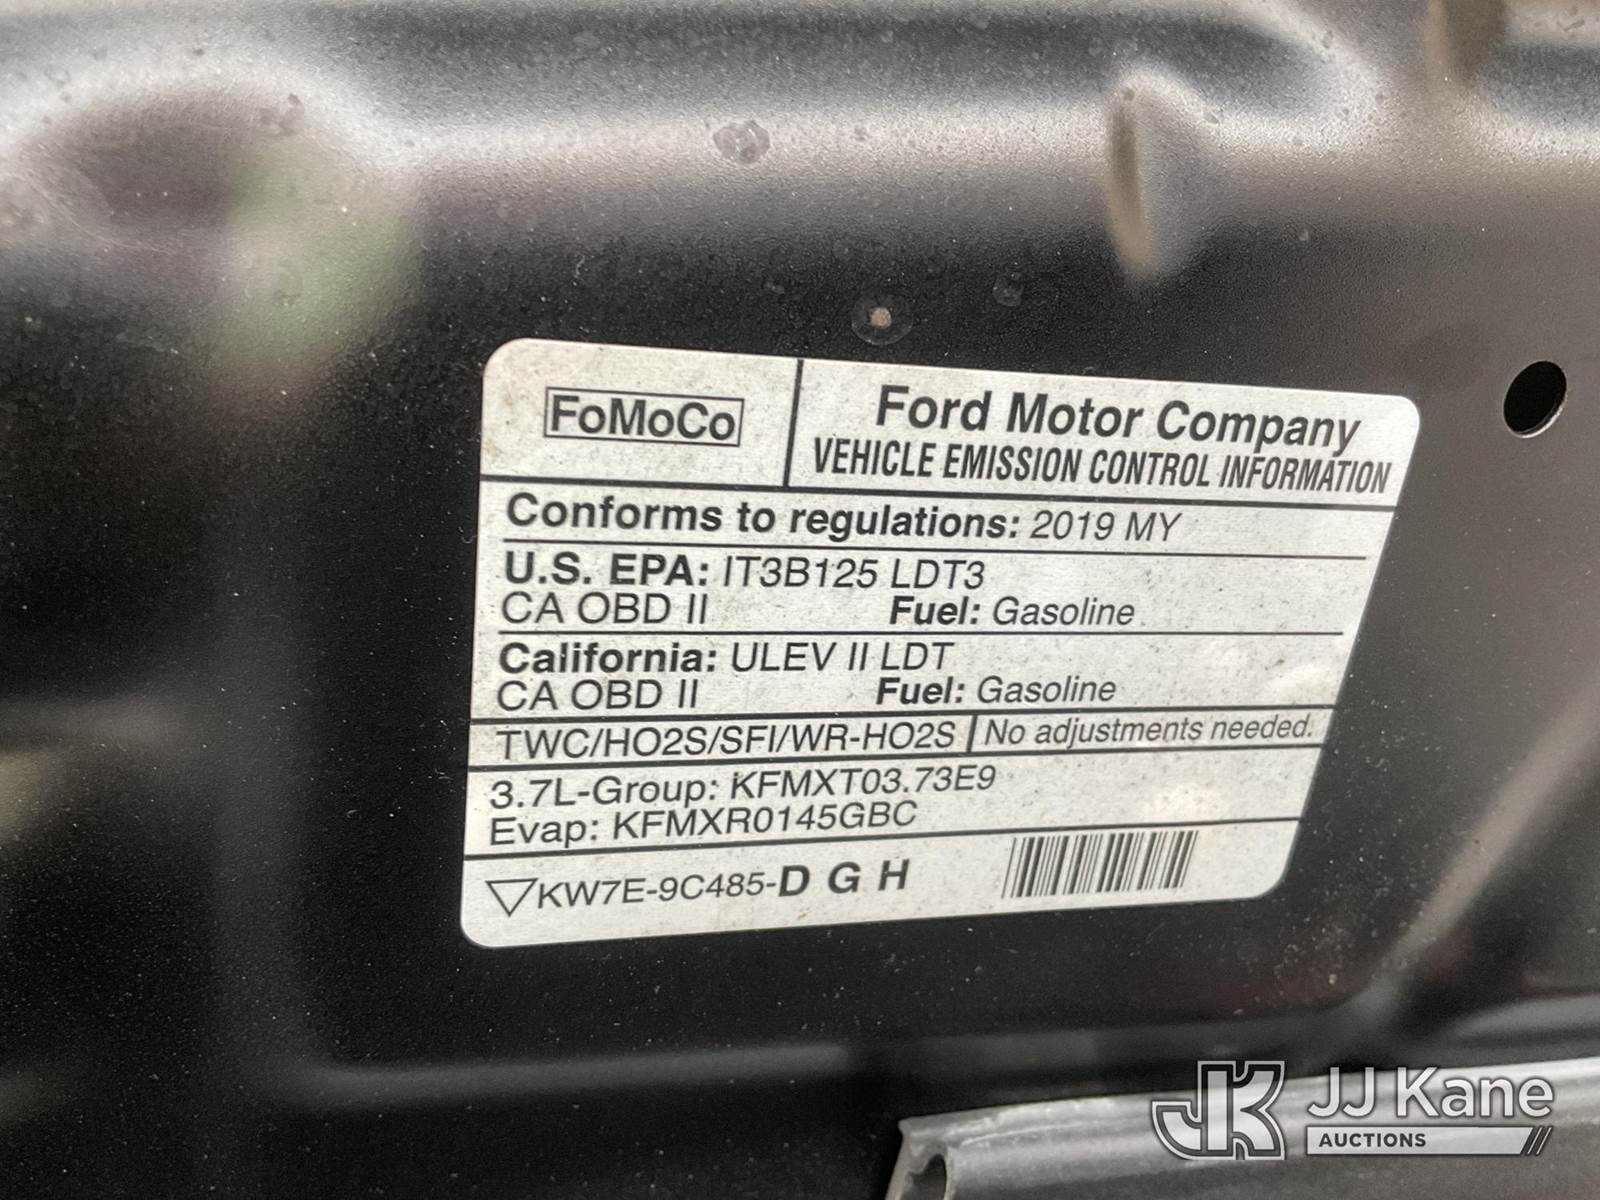 FoMoCo
Ford Motor Company
VEHICLE EMISSION CONTROL INFORMATION
Conforms to regulations: 2019 MY
U.S. EPA: IT3B125 LDT3
CA OBD II Fuel: Gasoline
California: ULEV II LDT
CA OBD II Fuel: Gasoline
TWC/HO2S/SFI/WR-HO2S No adjustments needed.
3.7L-Group: KFMXT03.73E9
Evap: KFMXR0145GBC
KW7E-9C485-D G H
JK JJ Kane
AUCTIONS